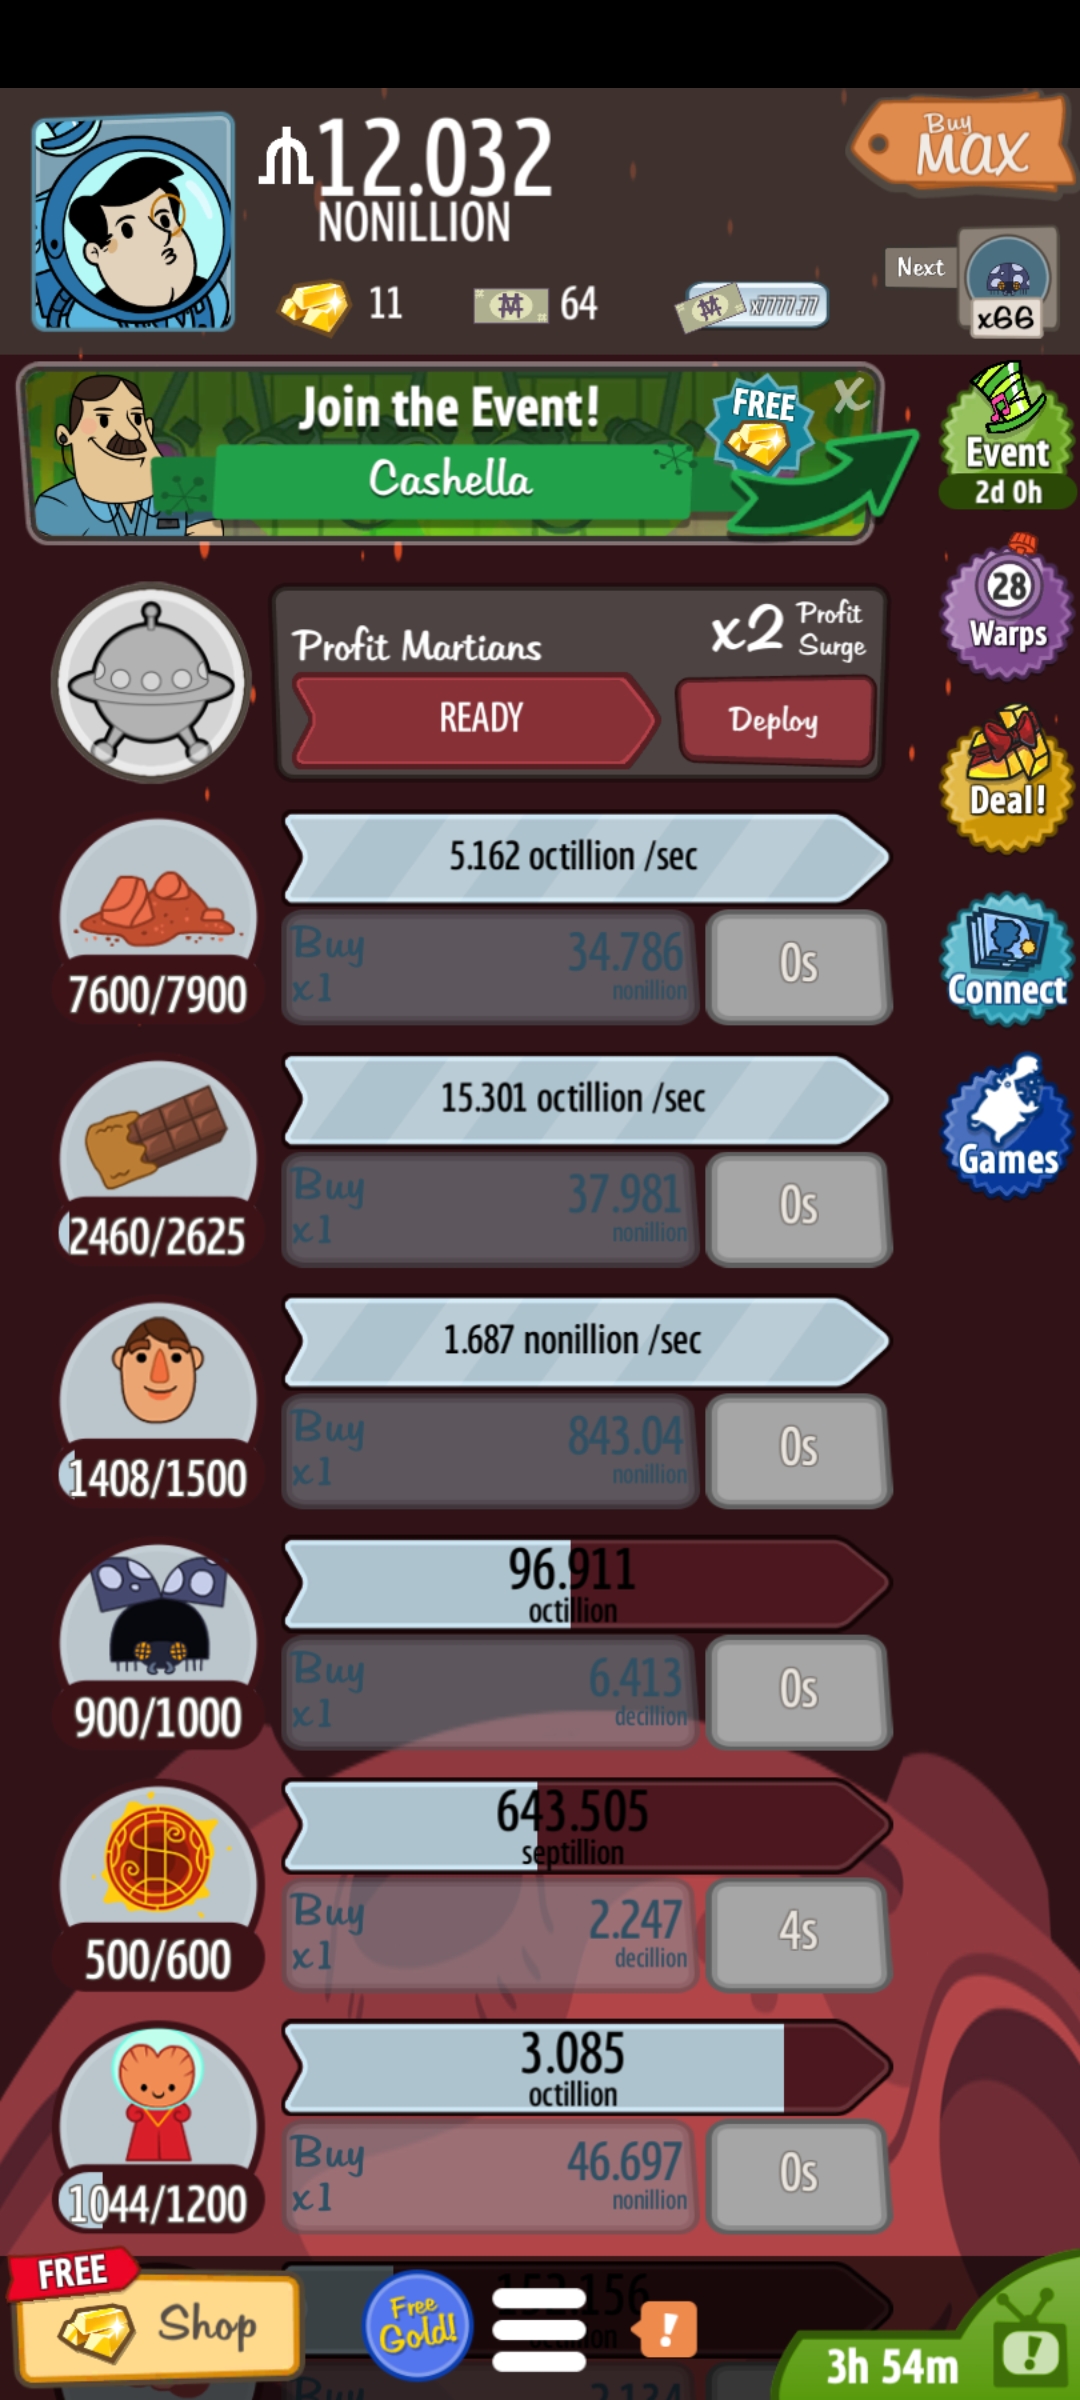 12.032
NONILLION
Buy
MAX
11
64
x7777.77
Next
x66
Join the Event!
FREE
X
Cashella
Event
2d 0h
28
Warps
Profit Martians
x2 Profit
Surge
READY
Deploy
Deal!
5.162 octillion /sec
7600/7900
Buy
x1
34.786
nonillion
0s
Connect
15.301 octillion /sec
2460/2625
Buy
x1
37.981
nonillion
0s
Games
1.687 nonillion /sec
1408/1500
Buy
x1
843.04
nonillion
0s
96.911
octillion
900/1000
Buy
x1
6.413
decillion
0s
643.505
septillion
500/600
Buy
x1
2.247
decillion
4s
3.085
octillion
1044/1200
Buy
x1
46.697
nonillion
0s
FREE
Shop
Free
Gold!
!
3h 54m
!
Buy
2.134